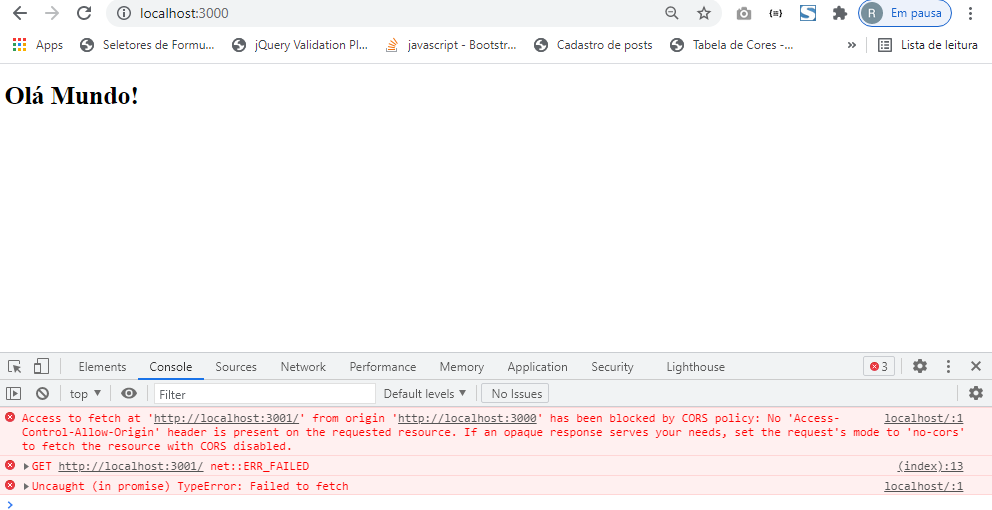 localhost:3000
R Em pausa
Apps Seletores de Formu... jQuery Validation Pl... javascript - Bootstr... Cadastro de posts Tabela de Cores -... » Lista de leitura
Olá Mundo!
Elements Console Sources Network Performance Memory Application Security Lighthouse 3
top Filter Default levels No Issues
Access to fetch at 'http://localhost:3001/' from origin 'http://localhost:3000' has been blocked by CORS policy: No 'Access- localhost/:1
Control-Allow-Origin' header is present on the requested resource. If an opaque response serves your needs, set the request's mode to 'no-cors'
to fetch the resource with CORS disabled.
GET http://localhost:3001/ net::ERR_FAILED (index):13
Uncaught (in promise) TypeError: Failed to fetch localhost/:1